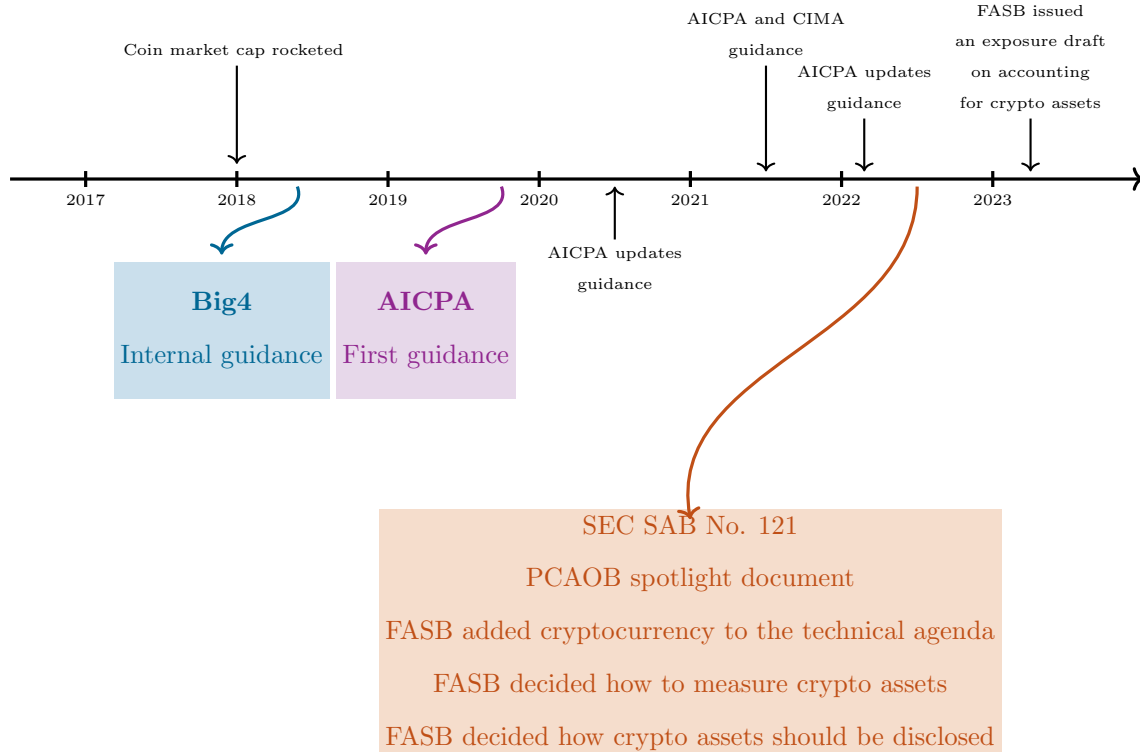 Coin market cap rocketed
AICPA and CIMA
guidance
AICPA updates
guidance
FASB issued
an exposure draft
on accounting
for crypto assets
2017
2018
2019
2020
2021
2022
2023
AICPA updates
guidance
Big4
Internal guidance
AICPA
First guidance
SEC SAB No. 121
PCAOB spotlight document
FASB added cryptocurrency to the technical agenda
FASB decided how to measure crypto assets
FASB decided how crypto assets should be disclosed